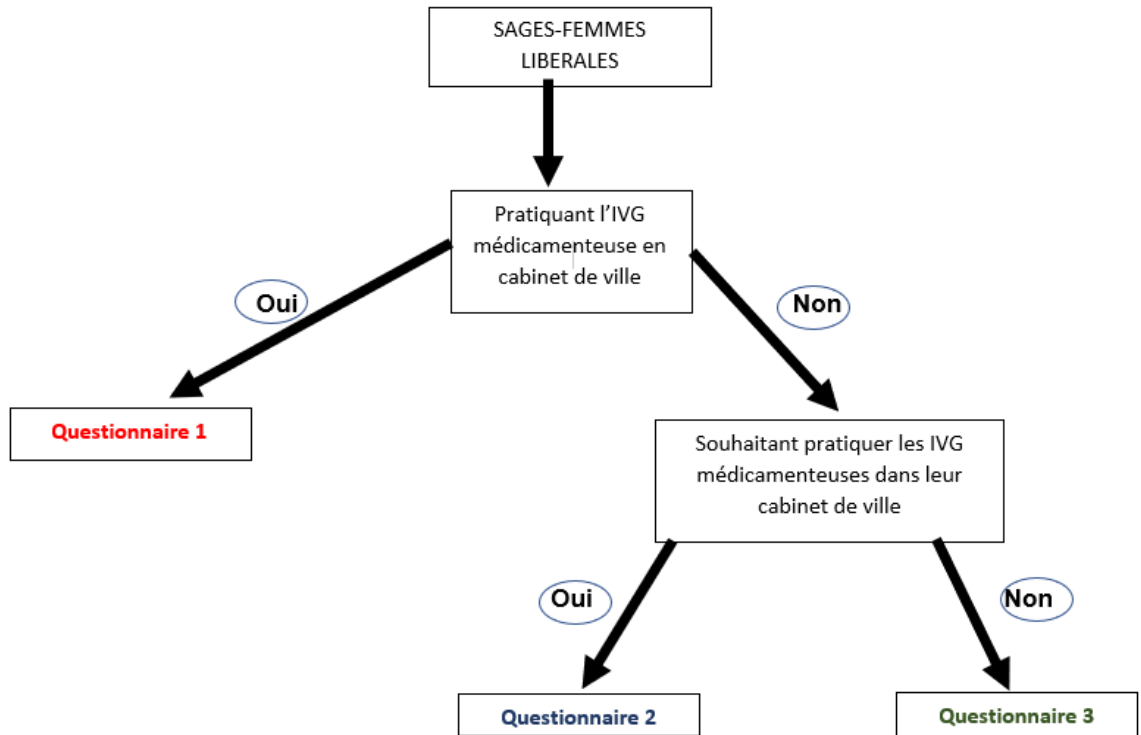 SAGES-FEMMES
LIBERALES
Pratiquant l'IVG
médicamenteuse en
cabinet de ville
Oui
Non
Questionnaire 1
Souhaitant pratiquer les IVG
médicamenteuses dans leur
cabinet de ville
Oui
Non
Questionnaire 2
Questionnaire 3